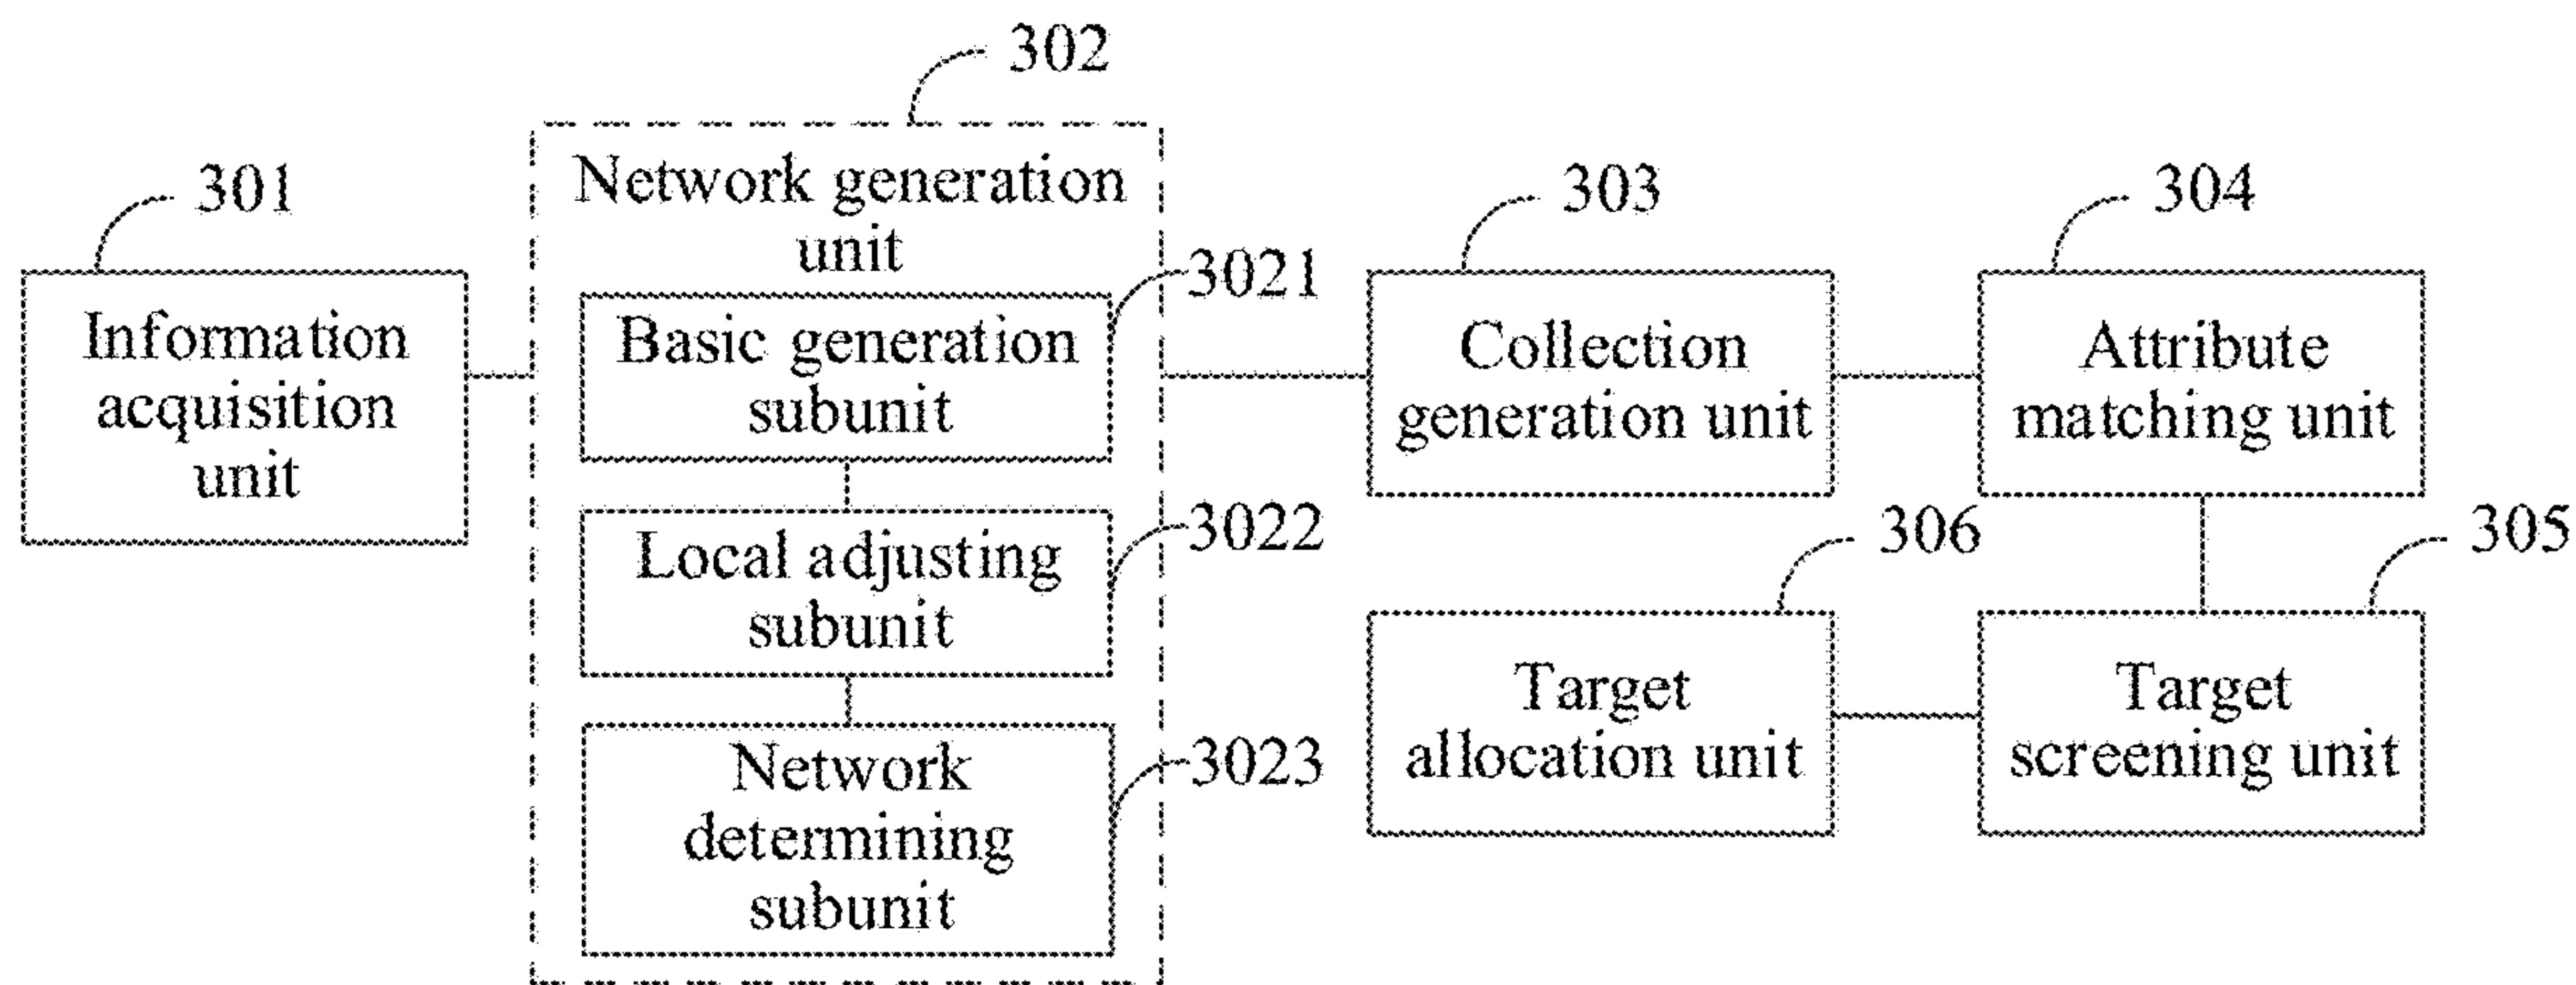 302
301
Network generation
unit
303
304
3021
Information
acquisition
unit
Basic generation
subunit
Collection
generation unit
Attribute
matching unit
3022
306
305
Local adjusting
subunit
Target
allocation unit
Target
screening unit
3023
Network
determining
subunit